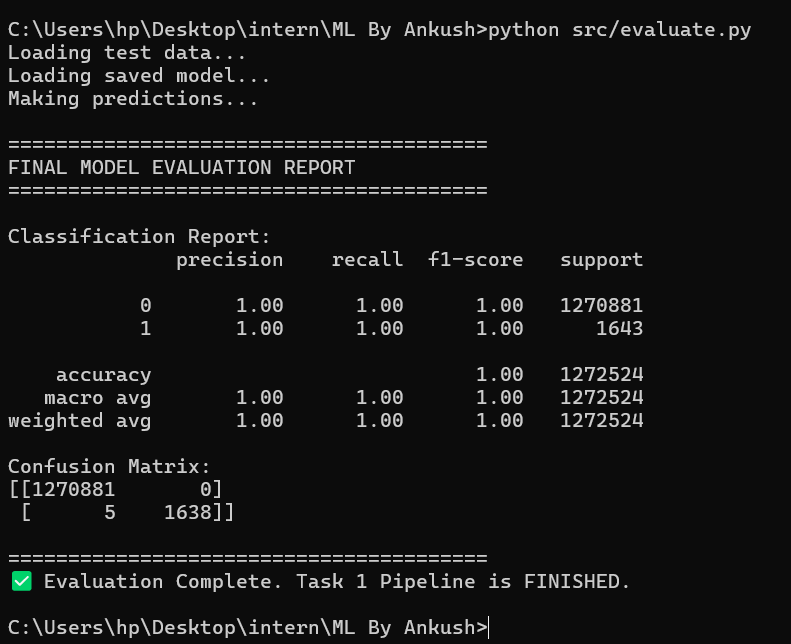 C:\Users\hp\Desktop\intern\ML By Ankush>python src/evaluate.py
Loading test data...
Loading saved model...
Making predictions...
========================================
FINAL MODEL EVALUATION REPORT
========================================
Classification Report:
              precision    recall  f1-score   support
           0       1.00      1.00      1.00   1270881
           1       1.00      1.00      1.00      1643
    accuracy                           1.00   1272524
   macro avg       1.00      1.00      1.00   1272524
weighted avg       1.00      1.00      1.00   1272524
Confusion Matrix:
[[1270881       0]
 [      5    1638]]
========================================
✅ Evaluation Complete. Task 1 Pipeline is FINISHED.
C:\Users\hp\Desktop\intern\ML By Ankush>